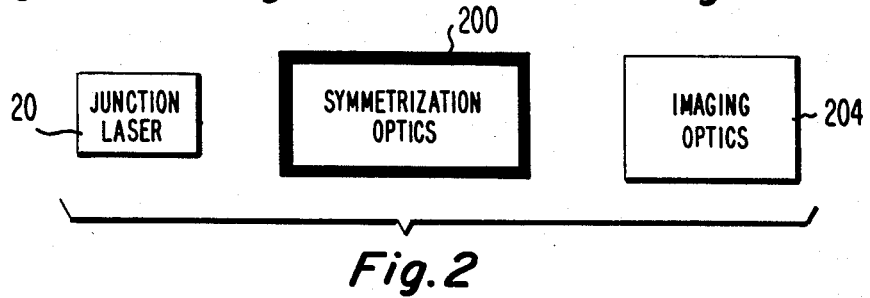 200
20
JUNCTION
LASER
SYMMETRIZATION
OPTICS
IMAGING
OPTICS
204
Fig. 2